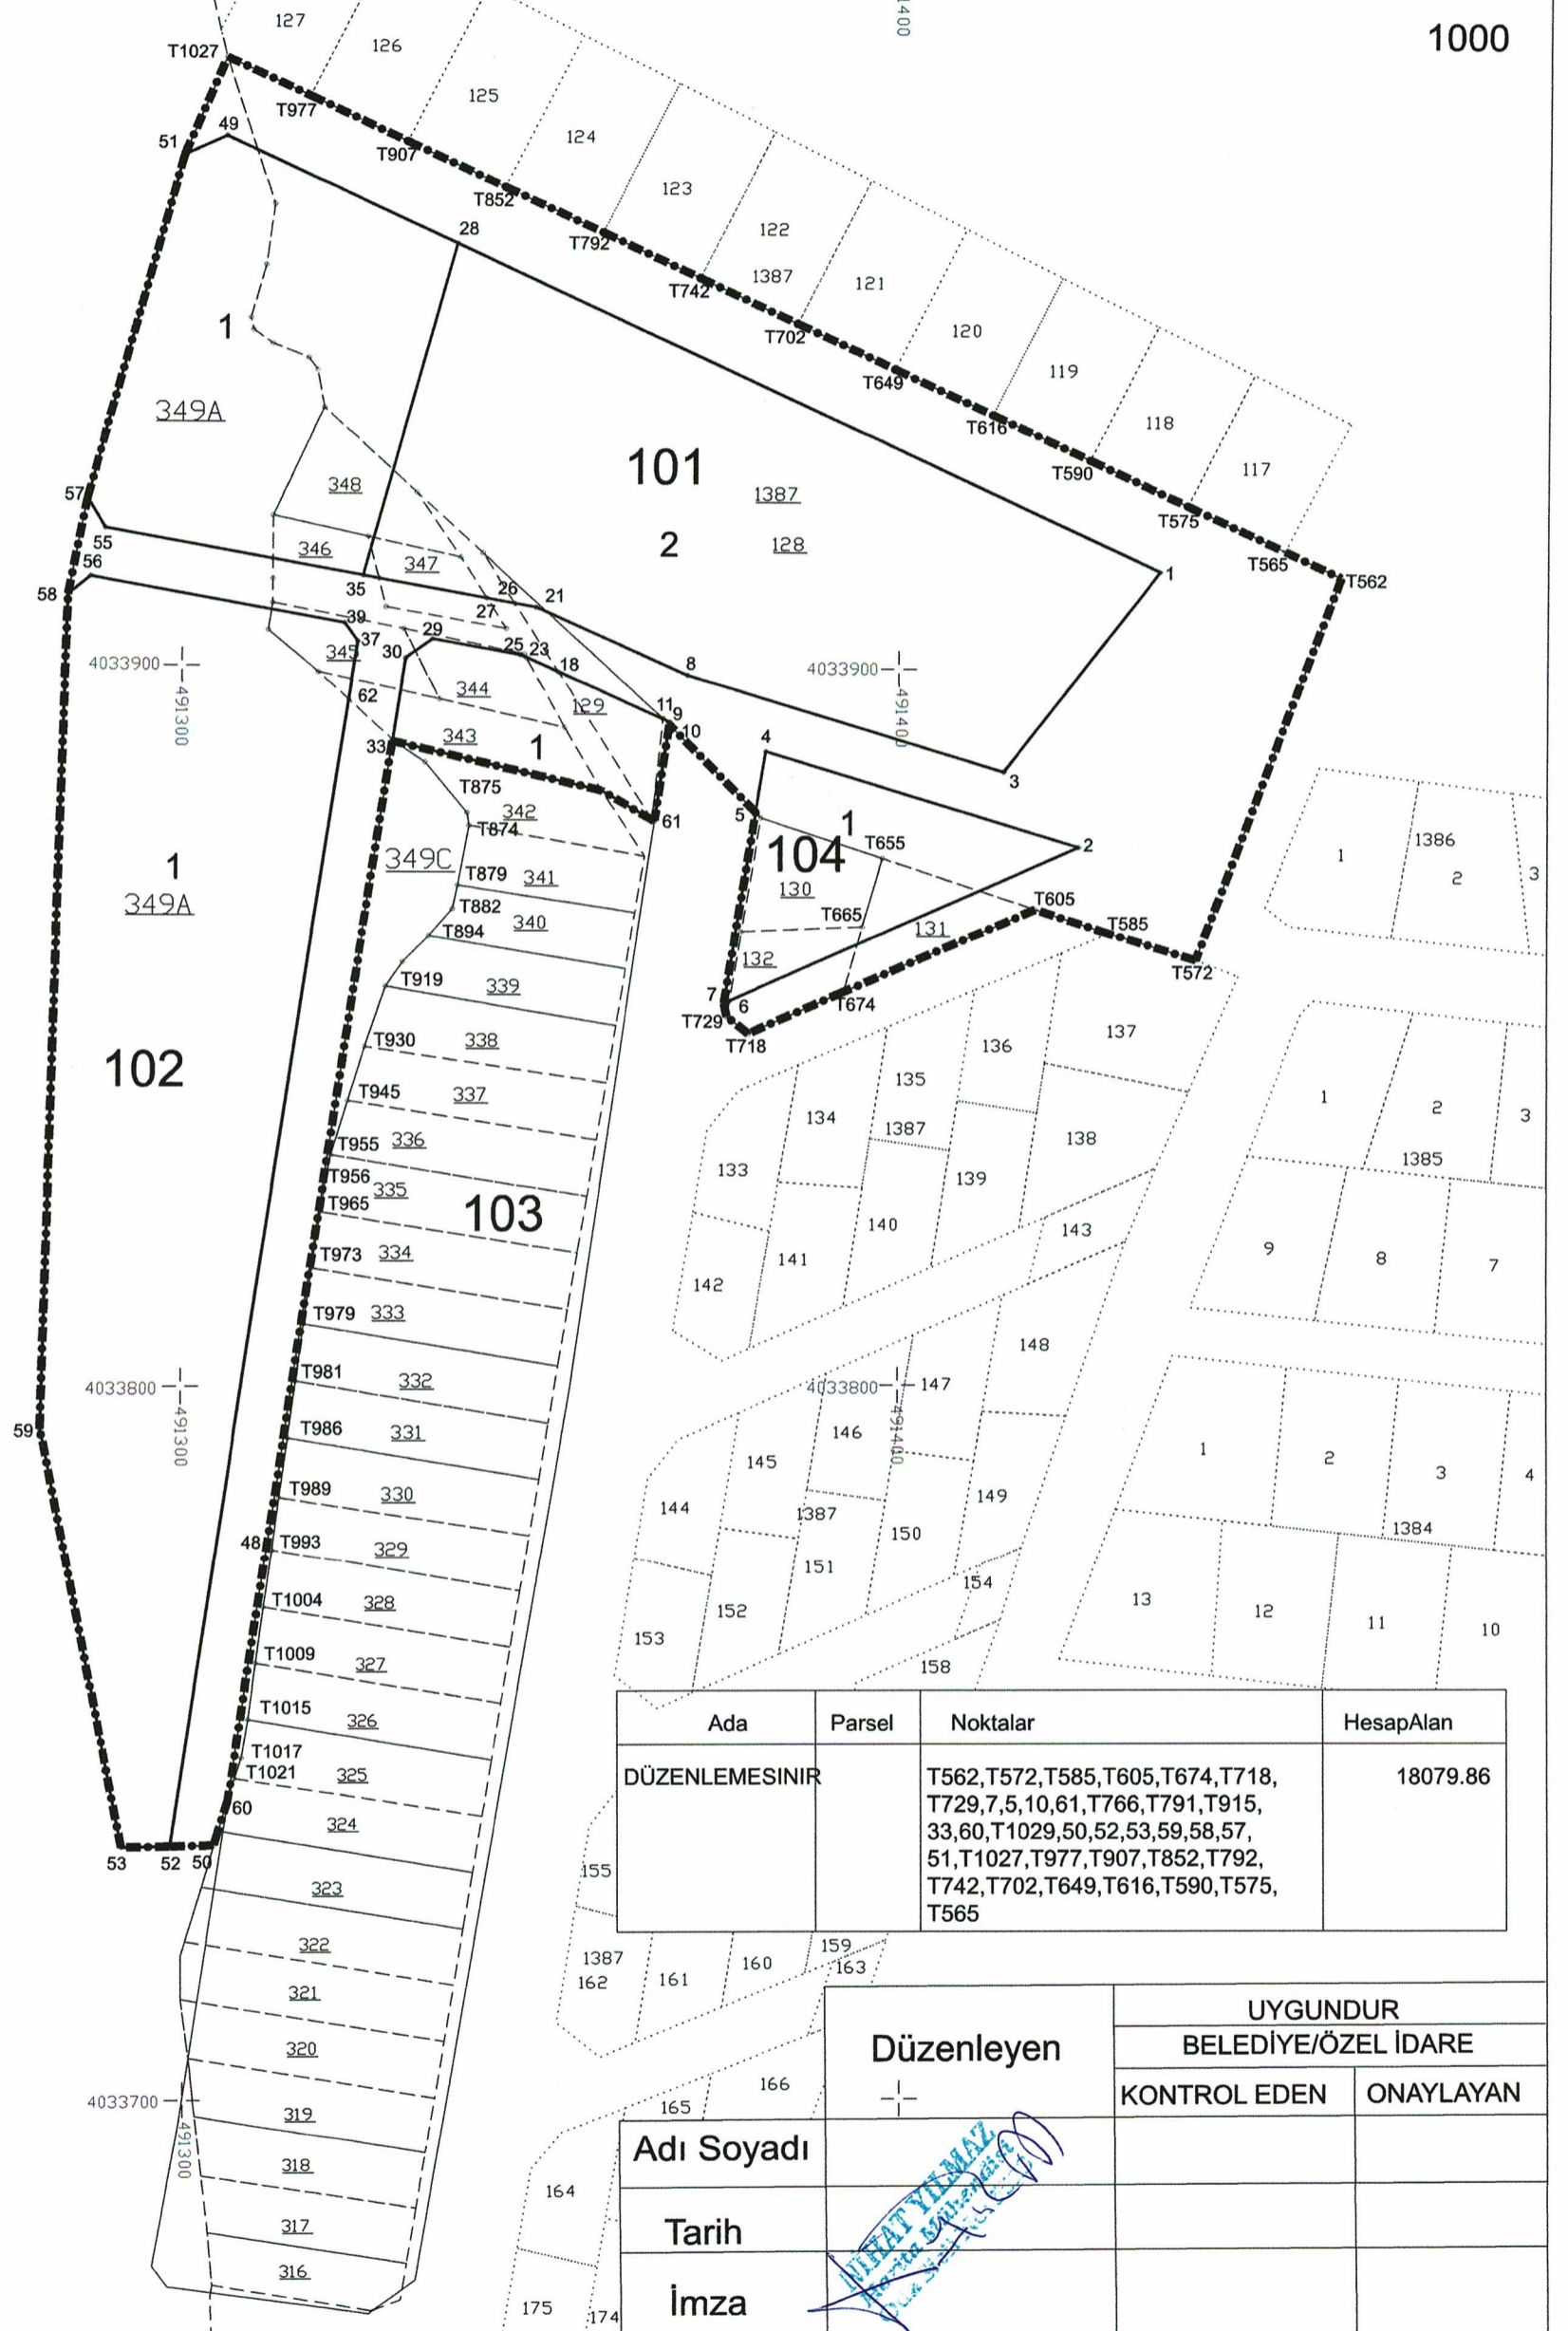 1000
1400
127
126
125
124
123
122
1387
121
120
119
118
117
T1027
T977
T907
T852
T792
T742
T702
T649
T616
T590
T575
T565
T562
51
49
28
1
349A
348
101
1387
2
128
57
55
346
347
35
26
21
27
1
56
58
39
37
29
30
25
23
18
8
345
62
344
129
4033900
491300
4033900
491400
11
9
10
33
343
1
4
3
T875
342
T874
61
5
1
104
T655
2
1
349A
349C
T879
341
T882
340
T894
130
T665
131
T605
T585
T572
132
T919
339
7
6
T674
T729
T718
102
T930
338
T945
337
T955
336
T956
335
T965
103
T973
334
T979
333
T981
332
T986
331
T989
330
48
T993
329
T1004
328
T1009
327
T1015
326
T1017
T1021
325
60
324
53
52
50
323
322
321
320
319
318
317
316
59
4033800
491300
4033800
491400
4033700
491300
1
1386
2
3
137
136
135
134
1387
133
138
139
140
141
142
143
1
2
3
1385
9
8
7
148
147
146
145
144
1387
149
150
151
152
153
154
158
1
2
3
4
1384
13
12
11
10
Ada
Parsel
Noktalar
HesapAlan
DÜZENLEMESINIR
T562,T572,T585,T605,T674,T718,
T729,7,5,10,61,T766,T791,T915,
33,60,T1029,50,52,53,59,58,57,
51,T1027,T977,T907,T852,T792,
T742,T702,T649,T616,T590,T575,
T565
18079.86
155
1387
162
161
160
159
163
166
165
164
175
174
Düzenleyen
UYGUNDUR
BELEDİYE/ÖZEL İDARE
KONTROL EDEN
ONAYLAYAN
Adı Soyadı
Tarih
İmza
NİHAT YILMAZ
Harita Mühendisi